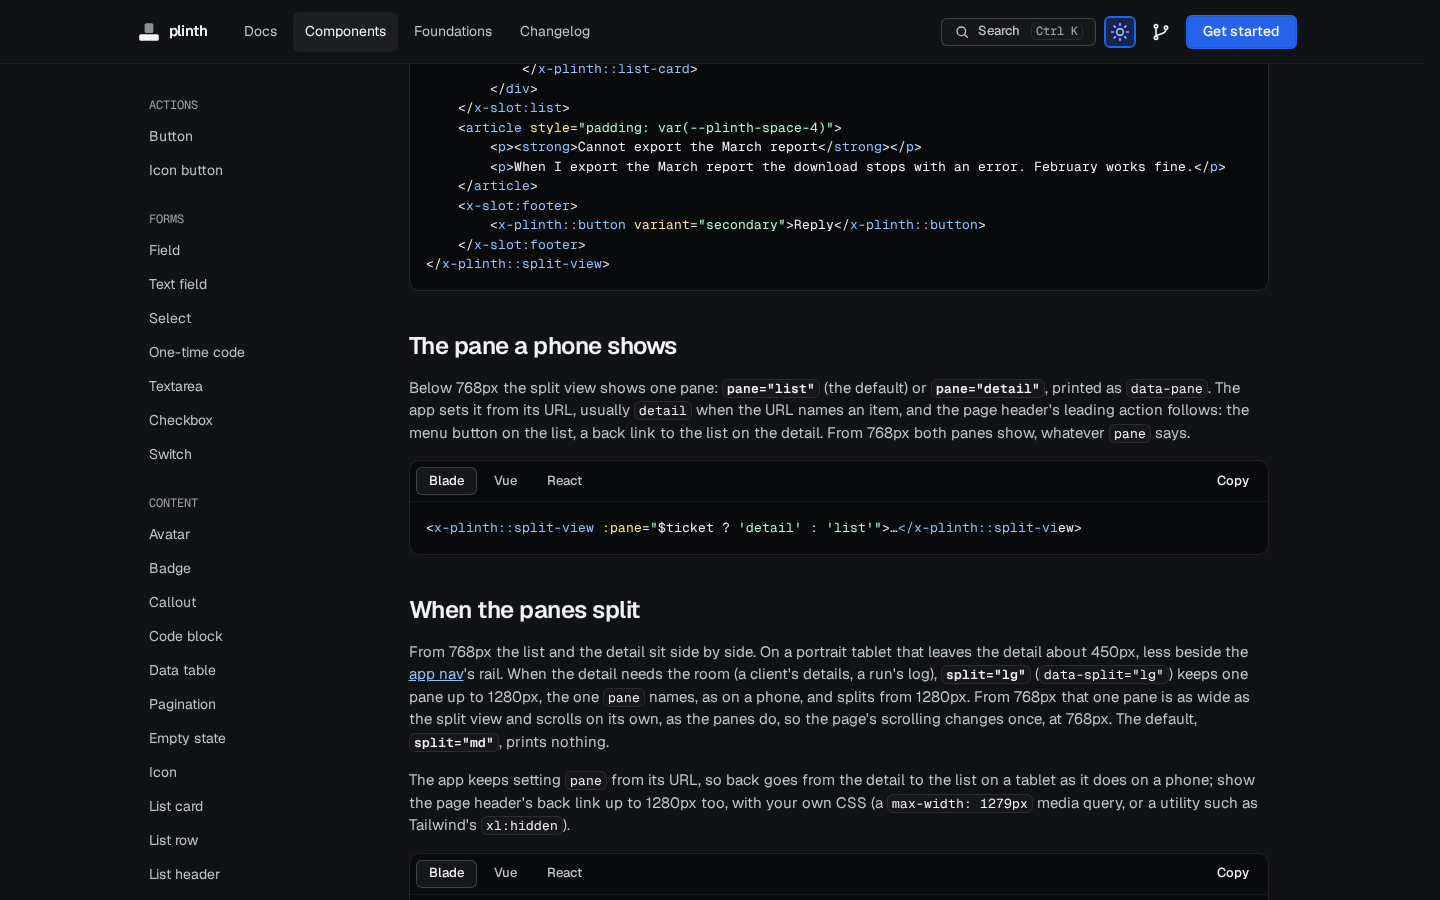 plinth
Docs
Components
Foundations
Changelog
Search
Ctrl K
Get started
ACTIONS
Button
Icon button
FORMS
Field
Text field
Select
One-time code
Textarea
Checkbox
Switch
CONTENT
Avatar
Badge
Callout
Code block
Data table
Pagination
Empty state
Icon
List card
List row
List header
</x-plinth::list-card>
</div>
</x-slot:list>
<article style="padding: var(--plinth-space-4)">
<p><strong>Cannot export the March report</strong></p>
<p>When I export the March report the download stops with an error. February works fine.</p>
</article>
<x-slot:footer>
<x-plinth::button variant="secondary">Reply</x-plinth::button>
</x-slot:footer>
</x-plinth::split-view>
The pane a phone shows
Below 768px the split view shows one pane: pane="list" (the default) or pane="detail", printed as data-pane. The
app sets it from its URL, usually detail when the URL names an item, and the page header's leading action follows: the
menu button on the list, a back link to the list on the detail. From 768px both panes show, whatever pane says.
Blade
Vue
React
Copy
<x-plinth::split-view :pane="$ticket ? 'detail' : 'list'">…</x-plinth::split-view>
When the panes split
From 768px the list and the detail sit side by side. On a portrait tablet that leaves the detail about 450px, less beside the
app nav's rail. When the detail needs the room (a client's details, a run's log), split="lg" (data-split="lg") keeps one
pane up to 1280px, the one pane names, as on a phone, and splits from 1280px. From 768px that one pane is as wide as
the split view and scrolls on its own, as the panes do, so the page's scrolling changes once, at 768px. The default,
split="md", prints nothing.
The app keeps setting pane from its URL, so back goes from the detail to the list on a tablet as it does on a phone; show
the page header's back link up to 1280px too, with your own CSS (a max-width: 1279px media query, or a utility such as
Tailwind's xl:hidden).
Blade
Vue
React
Copy